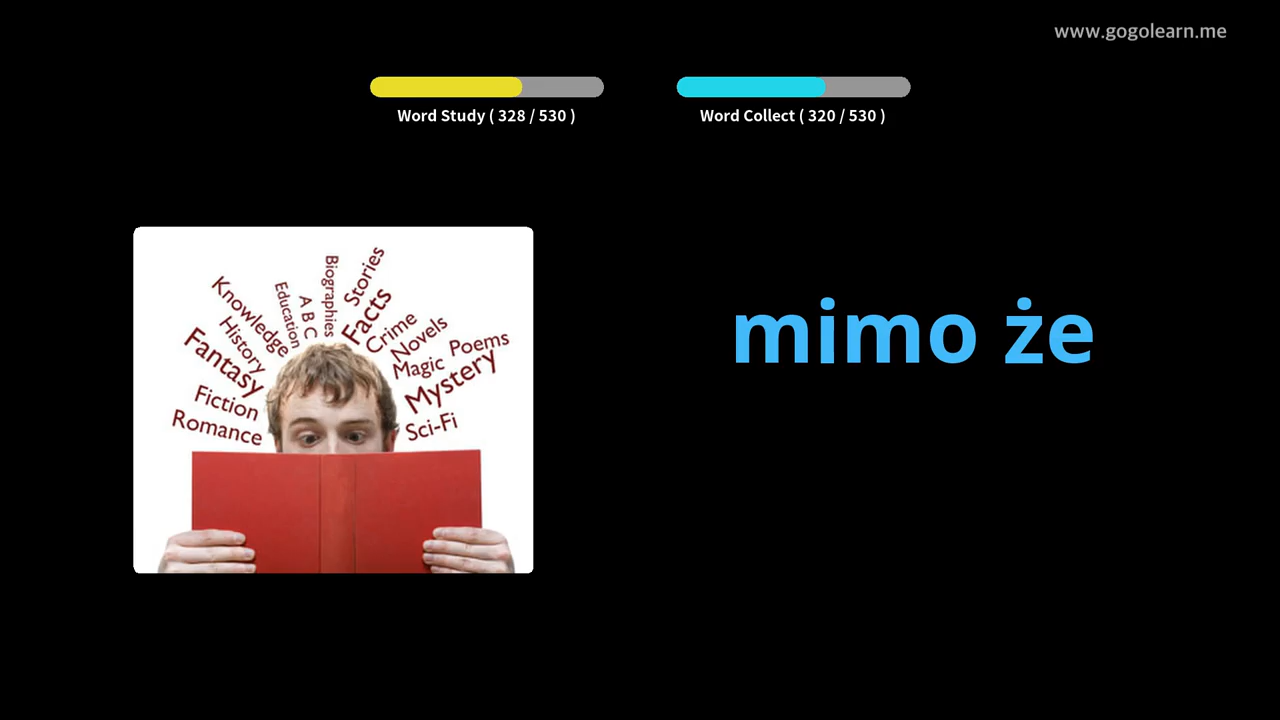 www.gogolearn.me
Word Study ( 328 / 530 )
Word Collect ( 320 / 530 )
mimo że
Biographies
Stories
Education
A B C
Facts
Knowledge
Crime
History
Novels
Fantasy
Magic
Poems
Mystery
Fiction
Romance
Sci-Fi